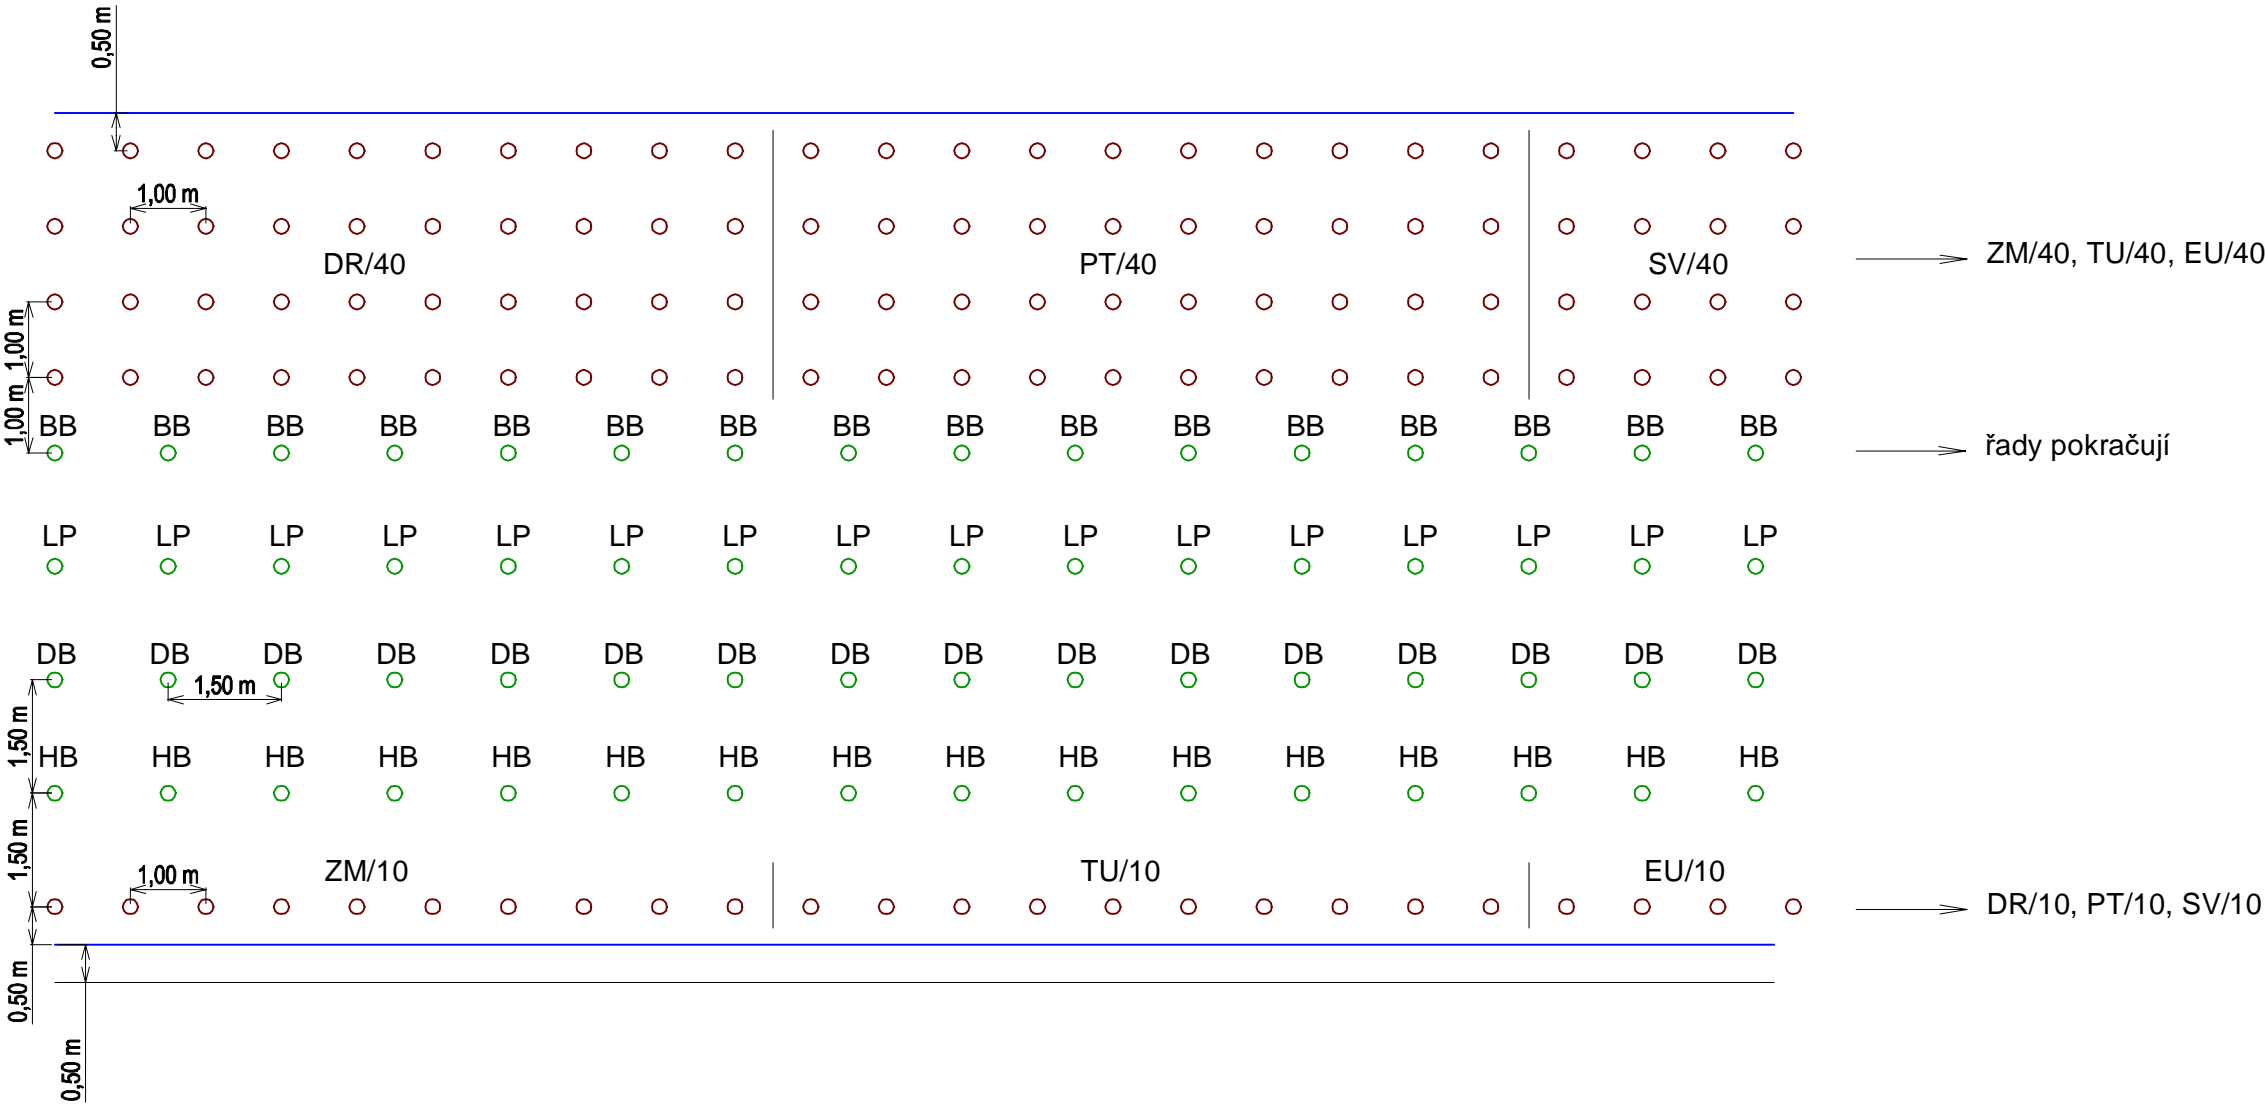 0,50 m
1,00 m
DR/40 PT/40 SV/40
ZM/40, TU/40, EU/40
1,00 m
1,00 m
BB BB BB BB BB BB BB BB BB BB BB BB BB BB BB BB
řady pokračují
LP LP LP LP LP LP LP LP LP LP LP LP LP LP LP LP
DB DB DB DB DB DB DB DB DB DB DB DB DB DB DB DB
1,50 m
1,50 m
HB HB HB HB HB HB HB HB HB HB HB HB HB HB HB HB
1,50 m
ZM/10 TU/10 EU/10
1,00 m
DR/10, PT/10, SV/10
0,50 m
0,50 m